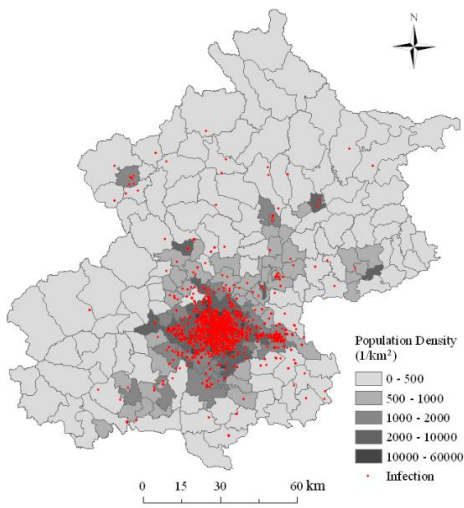 N
Population Density
(1/km²)
0 - 500
500 - 1000
1000 - 2000
2000 - 10000
10000 - 60000
Infection
0 15 30 60 km